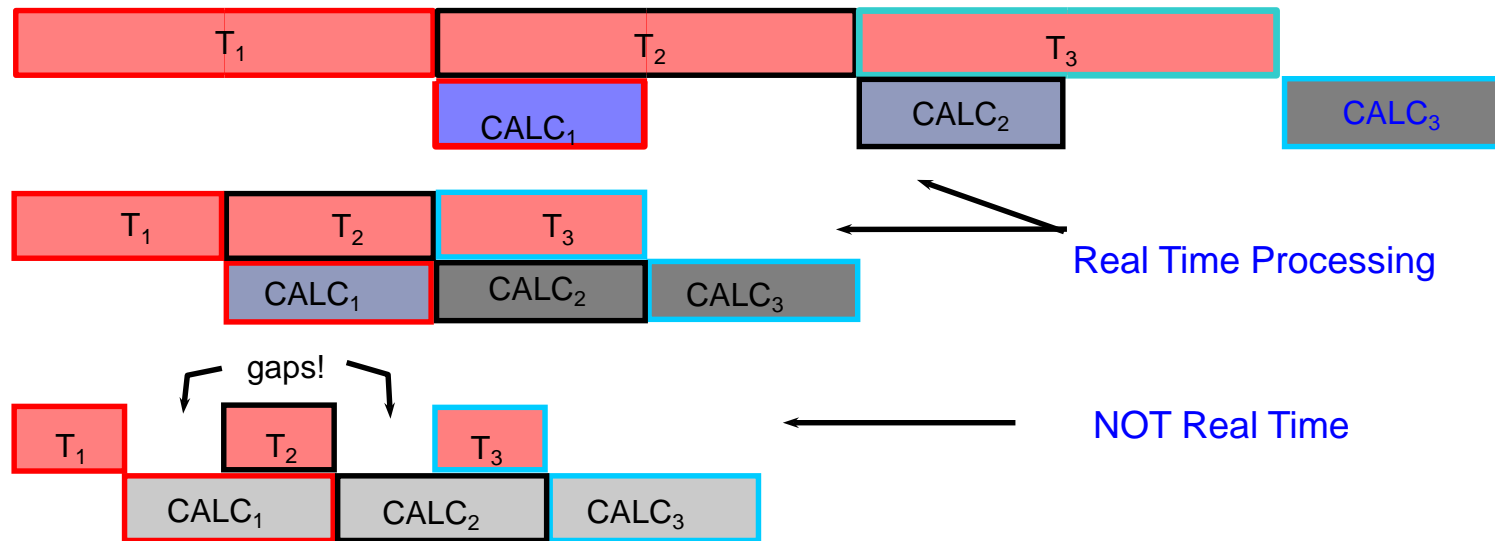 T₁ T₂ T₃
CALC₁ CALC₂ CALC₃
T₁ T₂ T₃
Real Time Processing
CALC₁ CALC₂ CALC₃
gaps!
T₁ T₂ T₃
NOT Real Time
CALC₁ CALC₂ CALC₃